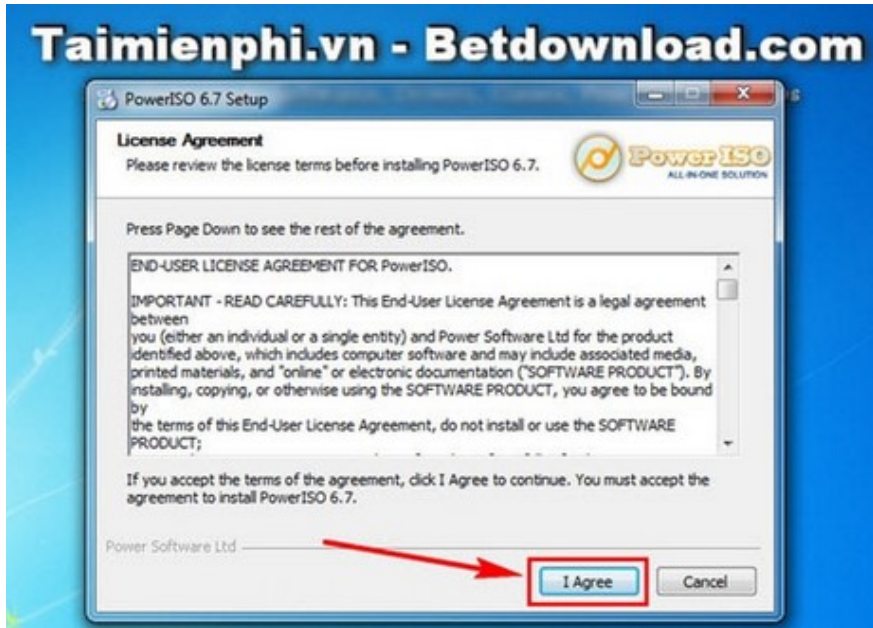 Taimienphi.vn - Betdownload.com
PowerISO 6.7 Setup
License Agreement
Please review the license terms before installing PowerISO 6.7.
Power ISO
ALL-IN-ONE SOLUTION
Press Page Down to see the rest of the agreement.
END-USER LICENSE AGREEMENT FOR PowerISO.
IMPORTANT - READ CAREFULLY: This End-User License Agreement is a legal agreement
between
you (either an individual or a single entity) and Power Software Ltd for the product
identified above, which includes computer software and may include associated media,
printed materials, and "online" or electronic documentation ("SOFTWARE PRODUCT"). By
installing, copying, or otherwise using the SOFTWARE PRODUCT, you agree to be bound
by
the terms of this End-User License Agreement, do not install or use the SOFTWARE
PRODUCT;
If you accept the terms of the agreement, click I Agree to continue. You must accept the
agreement to install PowerISO 6.7.
Power Software Ltd
I Agree
Cancel